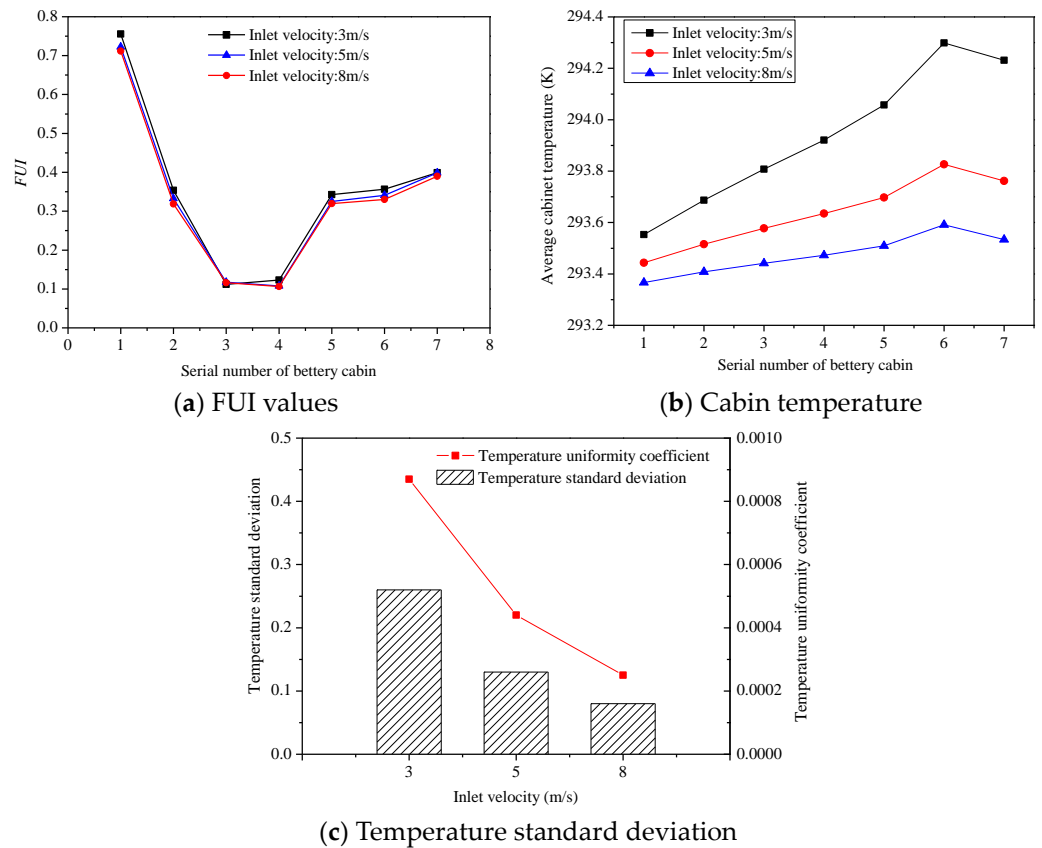 0.8
0.7
0.6
0.5
0.4
0.3
0.2
0.1
0.0
FUI
Inlet velocity:3m/s
Inlet velocity:5m/s
Inlet velocity:8m/s
0 1 2 3 4 5 6 7 8
Serial number of bettery cabin
(a) FUI values
294.4
294.2
294.0
293.8
293.6
293.4
293.2
Average cabinet temperature (K)
Inlet velocity:3m/s
Inlet velocity:5m/s
Inlet velocity:8m/s
1 2 3 4 5 6 7
Serial number of bettery cabin
(b) Cabin temperature
0.5
0.4
0.3
0.2
0.1
0.0
Temperature standard deviation
Temperature uniformity coefficient
Temperature standard deviation
0.0010
0.0008
0.0006
0.0004
0.0002
0.0000
Temperature uniformity coefficient
3 5 8
Inlet velocity (m/s)
(c) Temperature standard deviation